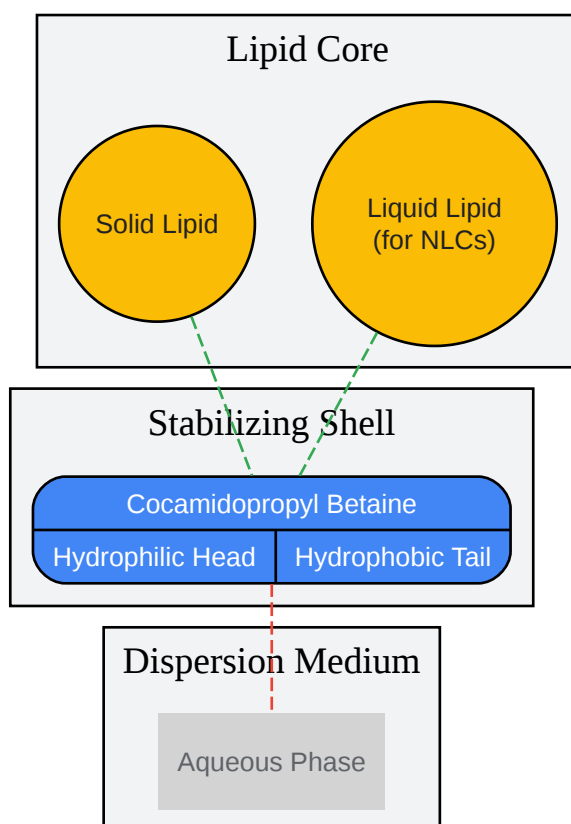 Lipid Core
Solid Lipid
Liquid Lipid
(for NLCs)
Stabilizing Shell
Cocamidopropyl Betaine
Hydrophilic Head
Hydrophobic Tail
Dispersion Medium
Aqueous Phase